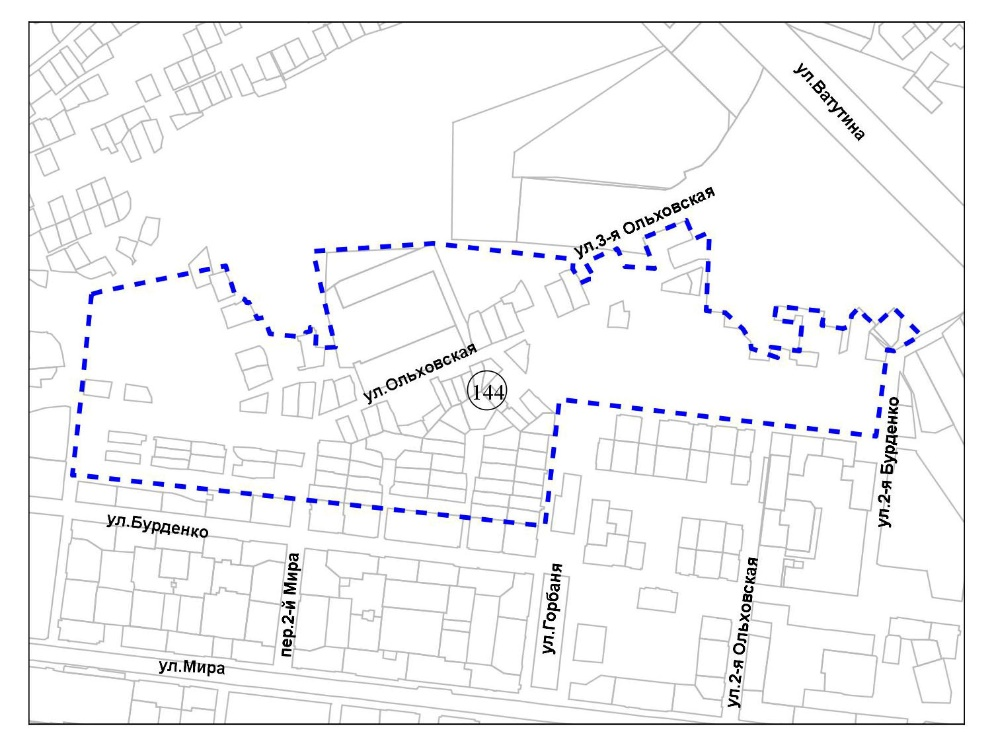 ул.Ватутина
ул.3-я Ольховская
ул.Ольховская
144
ул.2-я Бурденко
ул.Бурденко
пер.2-й Мира
ул.Горбаня
ул.2-я Ольховская
ул.Мира